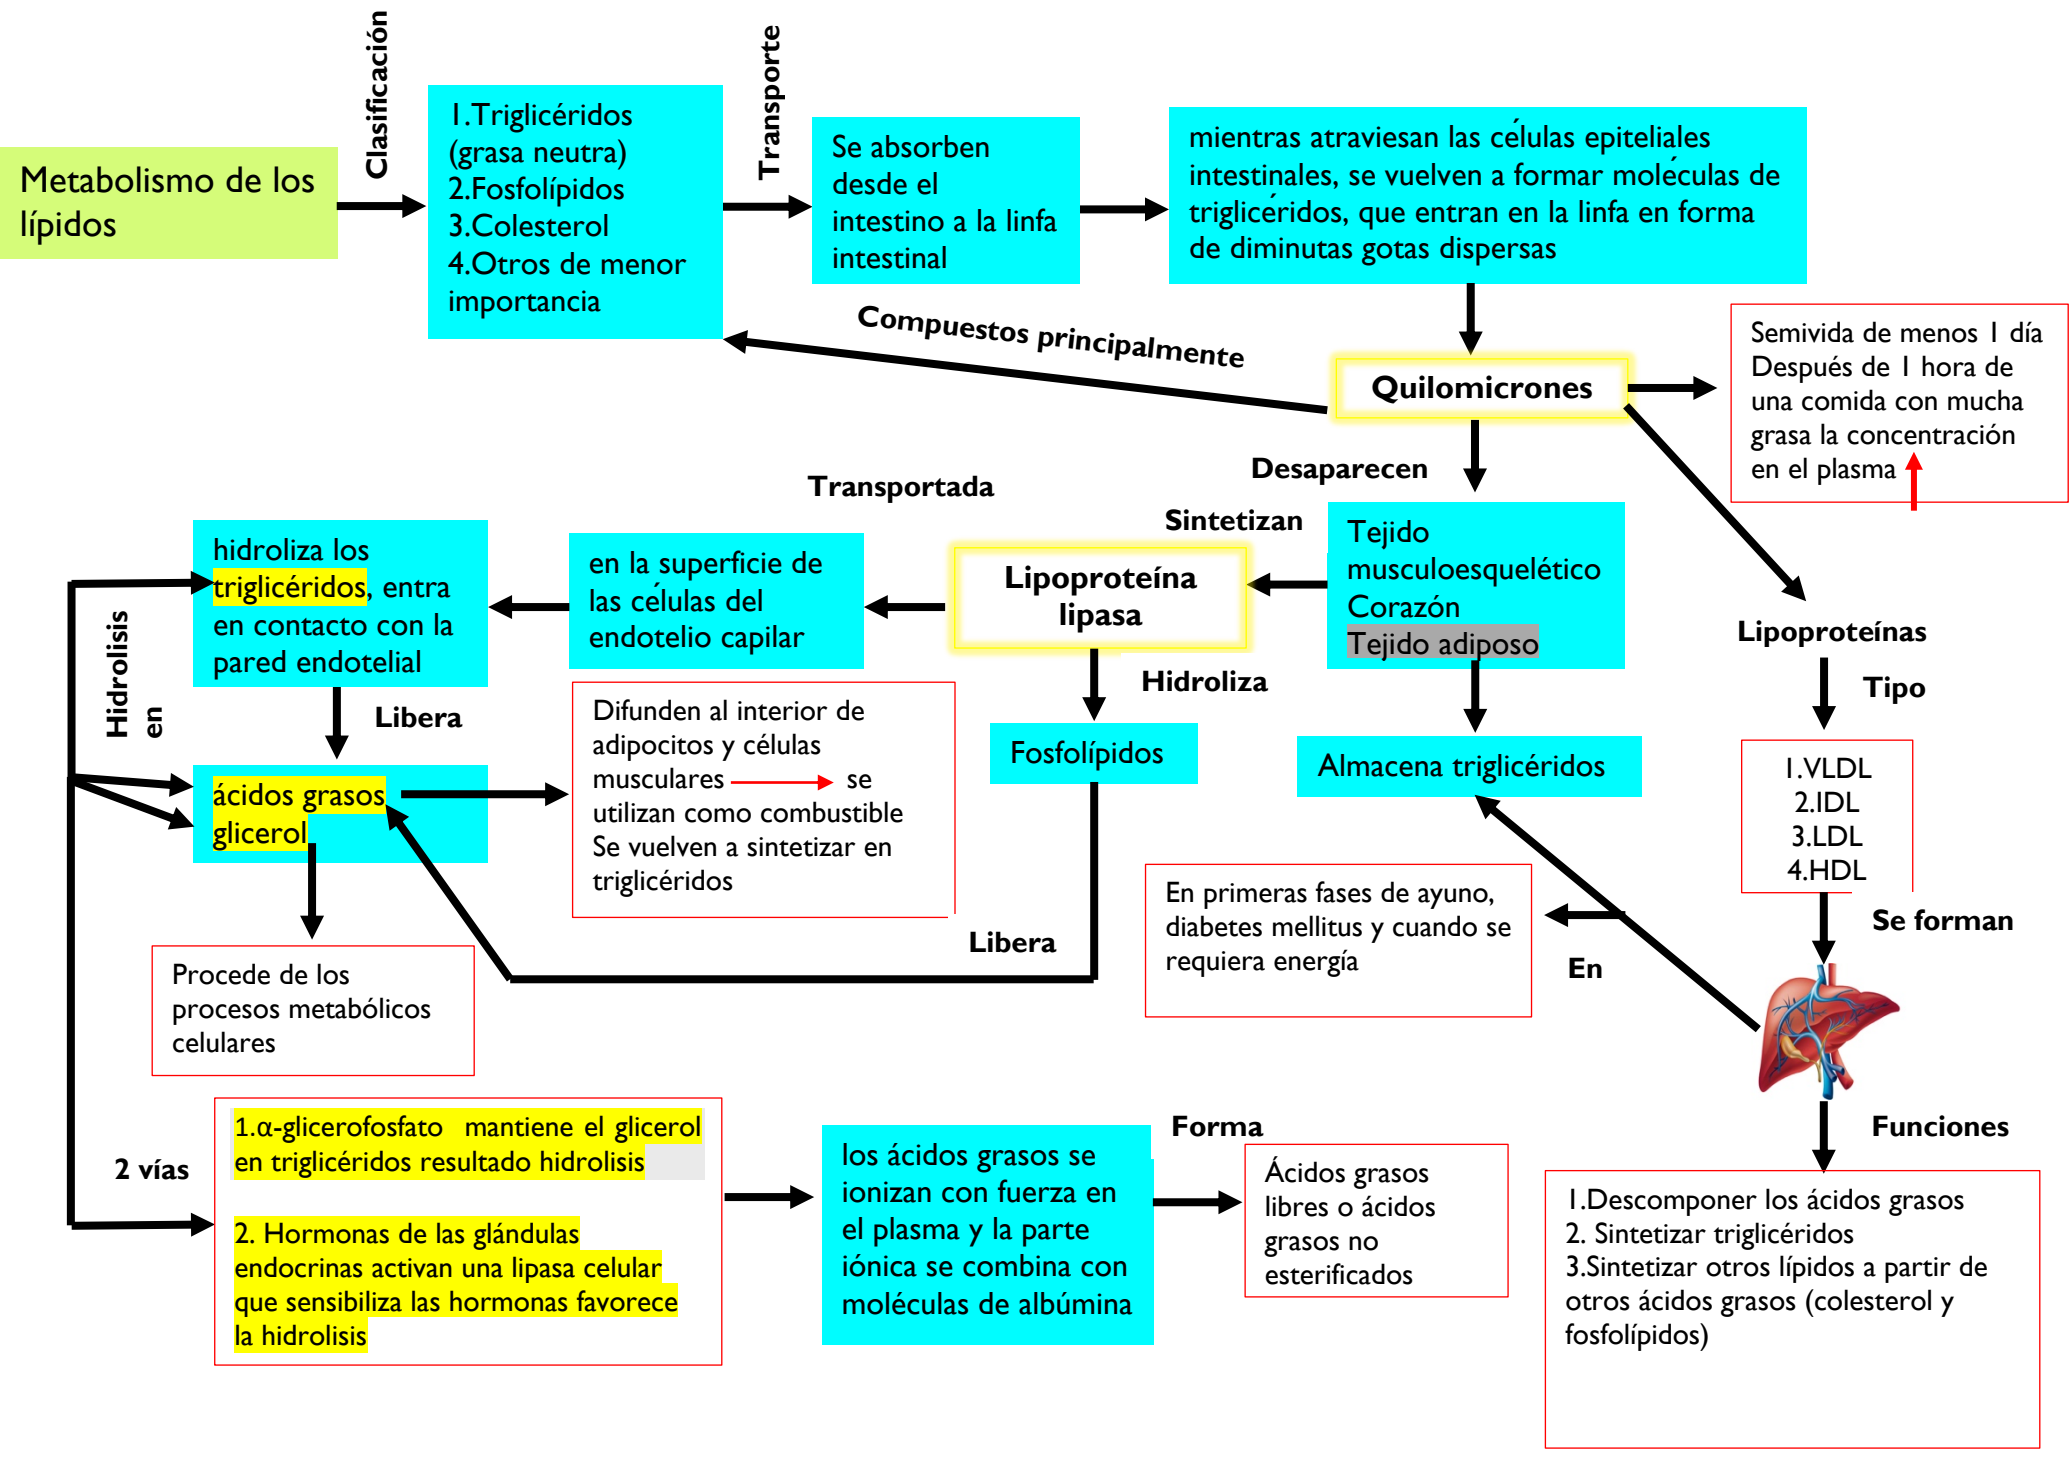 Metabolismo de los
lípidos
Clasificación
1.Triglicéridos
(grasa neutra)
2.Fosfolípidos
3.Colesterol
4.Otros de menor
importancia
Transporte
Se absorben
desde el
intestino a la linfa
intestinal
mientras atraviesan las células epiteliales
intestinales, se vuelven a formar moléculas de
triglicéridos, que entran en la linfa en forma
de diminutas gotas dispersas
Compuestos principalmente
Quilomicrones
Semivida de menos 1 día
Después de 1 hora de
una comida con mucha
grasa la concentración
en el plasma
Desaparecen
Transportada
Sintetizan
Tejido
musculoesquelético
Corazón
Tejido adiposo
Lipoproteína
lipasa
en la superficie de
las células del
endotelio capilar
hidroliza los
triglicéridos, entra
en contacto con la
pared endotelial
Hidrolisis
en
Lipoproteínas
Tipo
Hidroliza
Libera
Difunden al interior de
adipocitos y células
musculares se
utilizan como combustible
Se vuelven a sintetizar en
triglicéridos
Fosfolípidos
Almacena triglicéridos
1.VLDL
2.IDL
3.LDL
4.HDL
ácidos grasos
glicerol
En primeras fases de ayuno,
diabetes mellitus y cuando se
requiera energía
Se forman
Libera
En
Procede de los
procesos metabólicos
celulares
2 vías
1.α-glicerofosfato mantiene el glicerol
en triglicéridos resultado hidrolisis
2. Hormonas de las glándulas
endocrinas activan una lipasa celular
que sensibiliza las hormonas favorece
la hidrolisis
los ácidos grasos se
ionizan con fuerza en
el plasma y la parte
iónica se combina con
moléculas de albúmina
Forma
Ácidos grasos
libres o ácidos
grasos no
esterificados
Funciones
1.Descomponer los ácidos grasos
2. Sintetizar triglicéridos
3.Sintetizar otros lípidos a partir de
otros ácidos grasos (colesterol y
fosfolípidos)